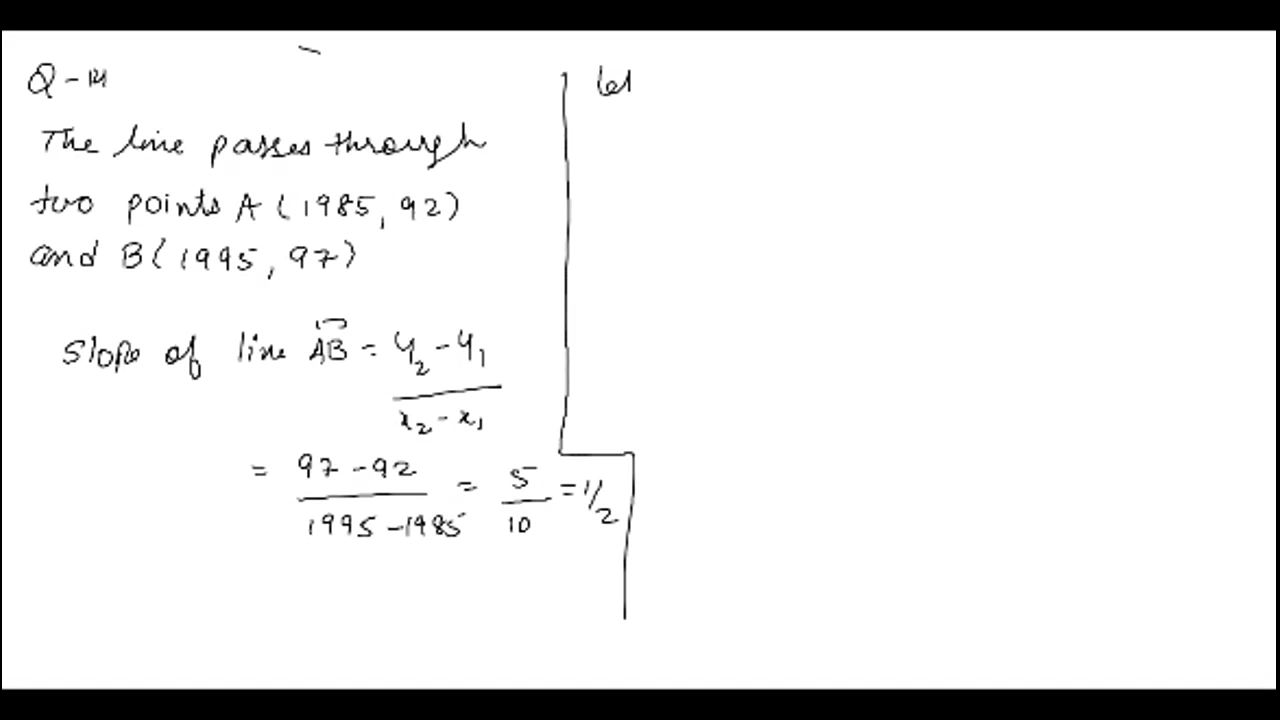 Q-14
The line passes through
two points A(1985, 92)
and B(1995, 97)
Slope of line AB = y2 - y1
x2 - x1
= 97 - 92 = 5 = 1/2
1995 - 1985 10
let